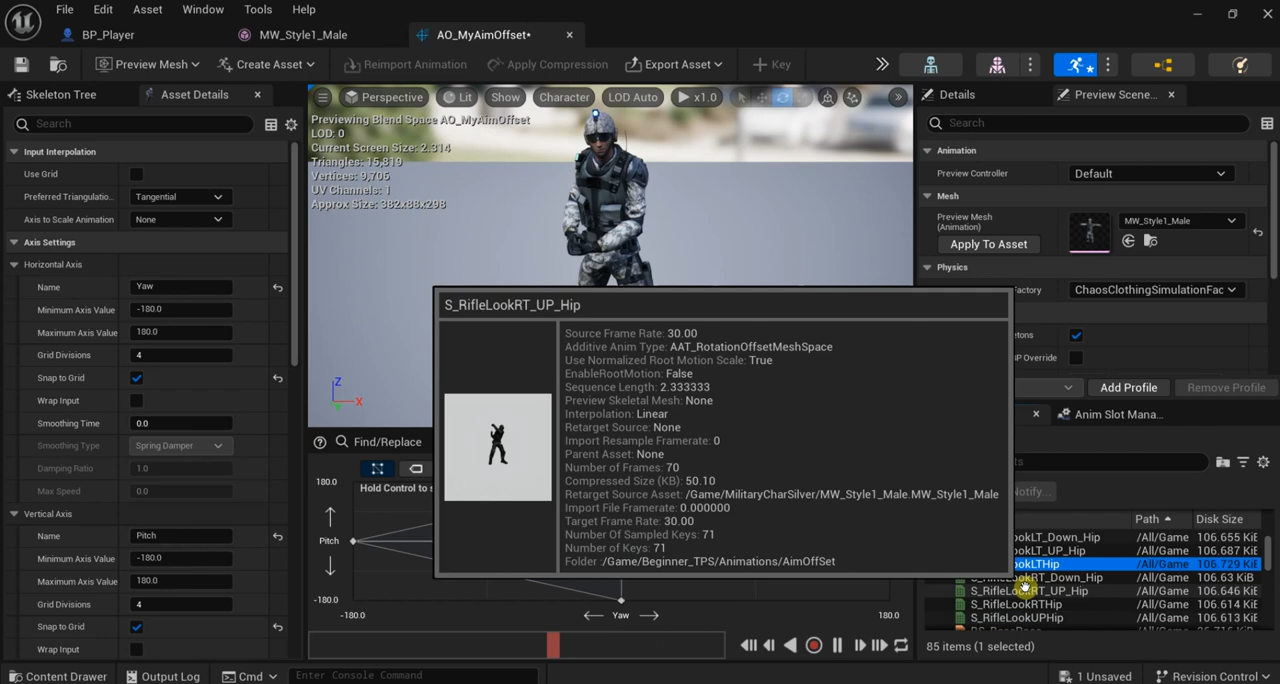 File Edit Asset Window Tools Help
BP_Player MW_Style1_Male AO_MyAimOffset*
Preview Mesh Create Asset Reimport Animation Apply Compression Export Asset Key
Skeleton Tree Asset Details
Search
Input Interpolation
Use Grid
Preferred Triangulatio... Tangential
Axis to Scale Animation None
Axis Settings
Horizontal Axis
Name Yaw
Minimum Axis Value -180.0
Maximum Axis Value 180.0
Grid Divisions 4
Snap to Grid
Wrap Input
Smoothing Time 0.0
Smoothing Type Spring Damper
Damping Ratio 1.0
Max Speed 0.0
Vertical Axis
Name Pitch
Minimum Axis Value -180.0
Maximum Axis Value 180.0
Grid Divisions 4
Snap to Grid
Wrap Input
Perspective Lit Show Character LOD Auto x1.0
Previewing Blend Space AO_MyAimOffset
LOD: 0
Current Screen Size: 2.314
Triangles: 15,819
Vertices: 9,706
UV Channels: 1
Approx Size: 382x88x298
Z
X
Find/Replace
180.0 Hold Control to s
Pitch
-180.0
-180.0 Yaw 180.0
S_RifleLookRT_UP_Hip
Source Frame Rate: 30.00
Additive Anim Type: AAT_RotationOffsetMeshSpace
Use Normalized Root Motion Scale: True
EnableRootMotion: False
Sequence Length: 2.333333
Preview Skeletal Mesh: None
Interpolation: Linear
Retarget Source: None
Import Resample Framerate: 0
Parent Asset: None
Number of Frames: 70
Compressed Size (KB): 50.10
Retarget Source Asset: /Game/MilitaryCharSilver/MW_Style1_Male.MW_Style1_Male
Import File Framerate: 0.000000
Target Frame Rate: 30.00
Number Of Sampled Keys: 71
Number of Keys: 71
Folder :/Game/Beginner_TPS/Animations/AimOffSet
Details Preview Scene...
Search
Animation
Preview Controller Default
Mesh
Preview Mesh
(Animation) MW_Style1_Male
Apply To Asset
Physics
Factory ChaosClothingSimulationFac
etons
BP Override
Add Profile Remove Profile
Anim Slot Mana...
ts
Notify...
Path Disk Size
ookLT_Down_Hip /All/Game 106.655 KiB
ookLT_UP_Hip /All/Game 106.687 KiB
ookLTHip /All/Game 106.729 KiB
S_RifleLookRT_Down_Hip /All/Game 106.63 KiB
S_RifleLookRT_UP_Hip /All/Game 106.646 KiB
S_RifleLookRTHip /All/Game 106.614 KiB
S_RifleLookUPHip /All/Game 106.613 KiB
85 items (1 selected)
Content Drawer Output Log Cmd Enter Console Command 1 Unsaved Revision Control